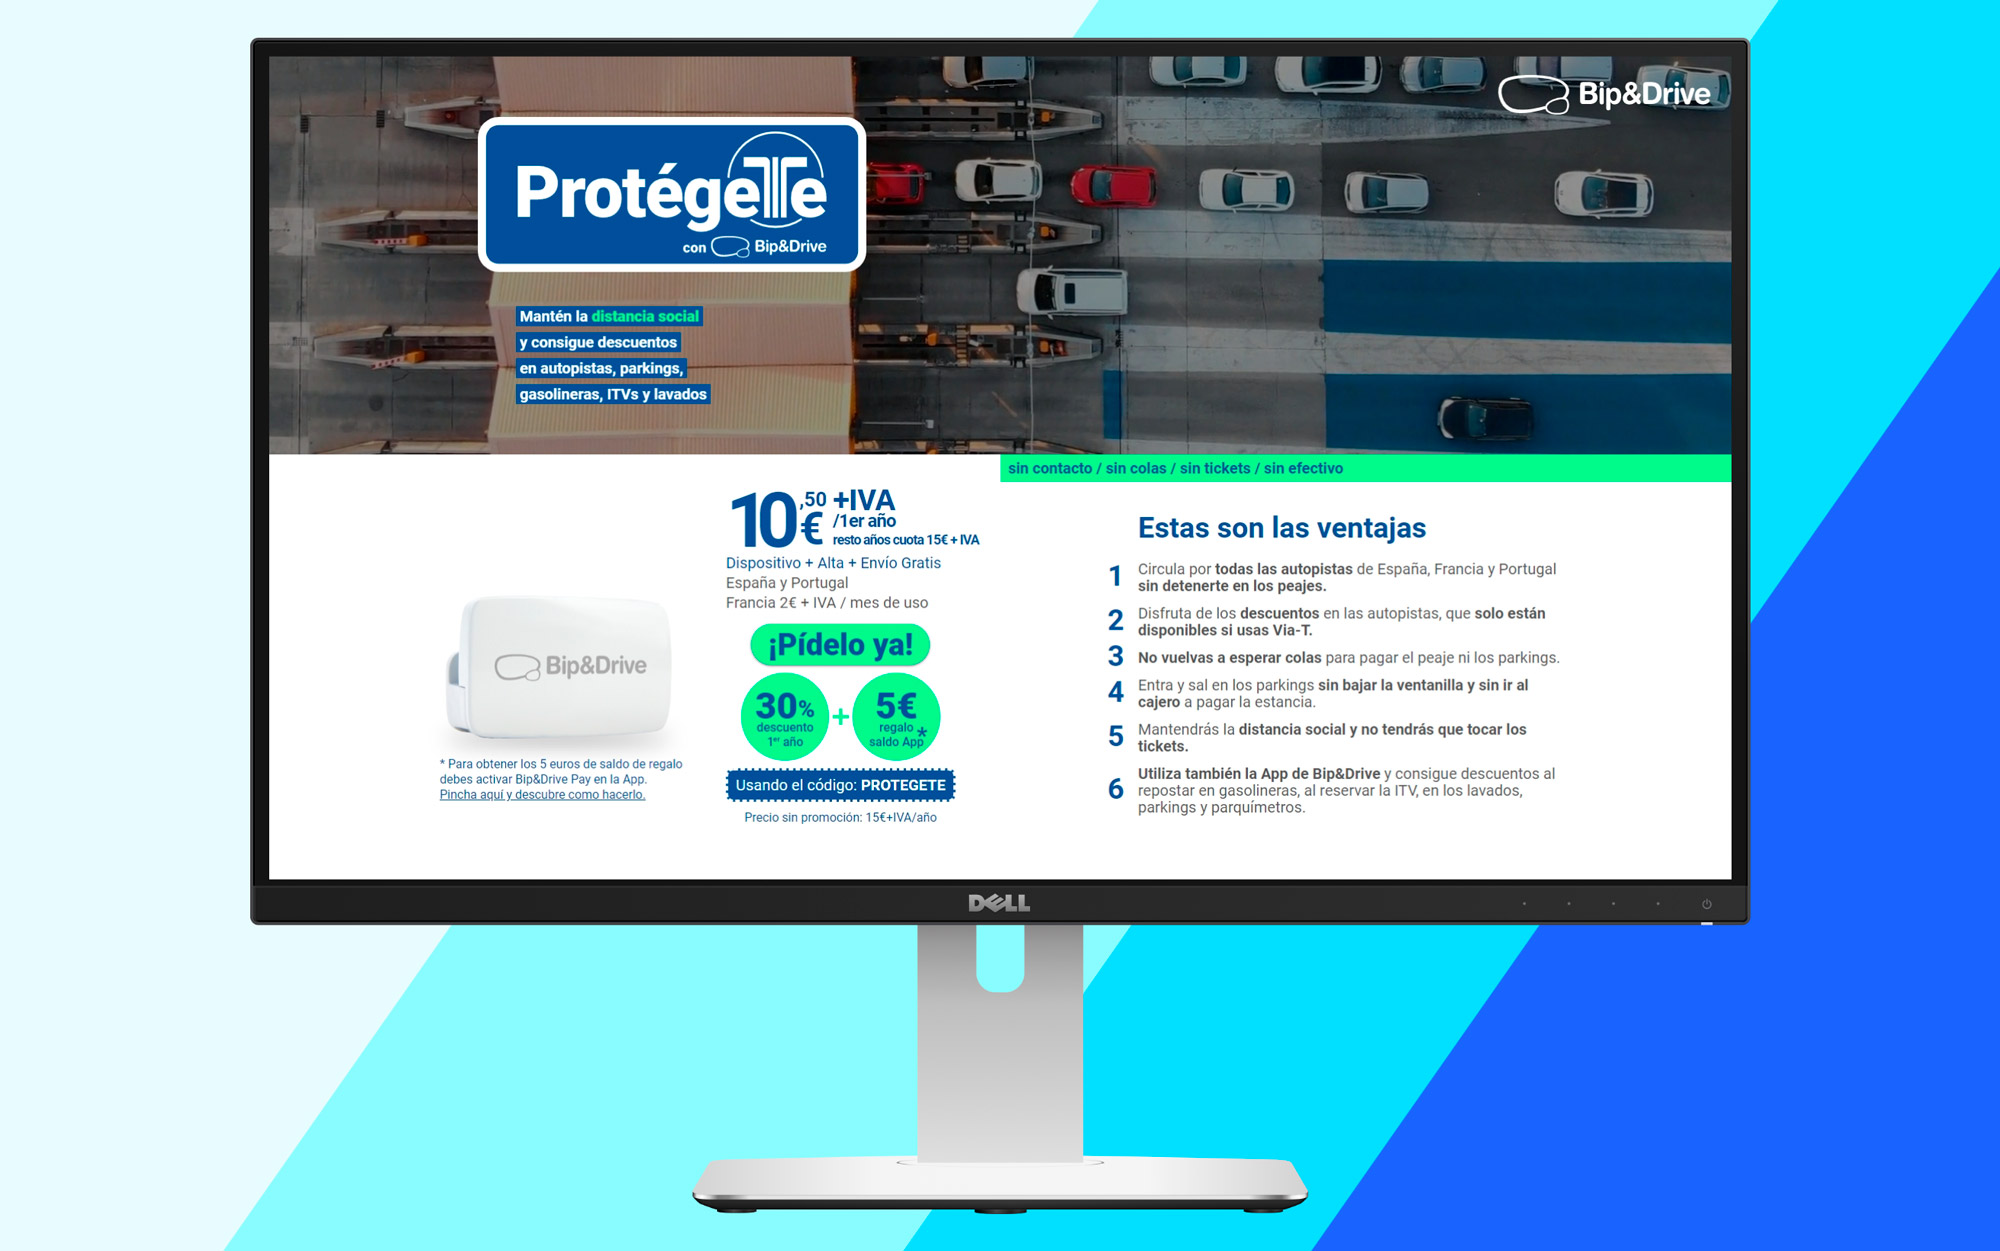 Bip&Drive
Protégete
con Bip&Drive
Mantén la distancia social
y consigue descuentos
en autopistas, parkings,
gasolineras, ITVs y lavados
sin contacto / sin colas / sin tickets / sin efectivo
10,50€ +IVA
/1er año
resto años cuota 15€ + IVA
Dispositivo + Alta + Envío Gratis
España y Portugal
Francia 2€ + IVA / mes de uso
¡Pídelo ya!
30%
descuento
1er año
+
5€
regalo
saldo App*
Usando el código: PROTEGETE
Precio sin promoción: 15€+IVA/año
Bip&Drive
* Para obtener los 5 euros de saldo de regalo
debes activar Bip&Drive Pay en la App.
Pincha aquí y descubre como hacerlo.
Estas son las ventajas
1 Circula por todas las autopistas de España, Francia y Portugal
sin detenerte en los peajes.
2 Disfruta de los descuentos en las autopistas, que solo están
disponibles si usas Via-T.
3 No vuelvas a esperar colas para pagar el peaje ni los parkings.
4 Entra y sal en los parkings sin bajar la ventanilla y sin ir al
cajero a pagar la estancia.
5 Mantendrás la distancia social y no tendrás que tocar los
tickets.
6 Utiliza también la App de Bip&Drive y consigue descuentos al
repostar en gasolineras, al reservar la ITV, en los lavados,
parkings y parquímetros.
DELL